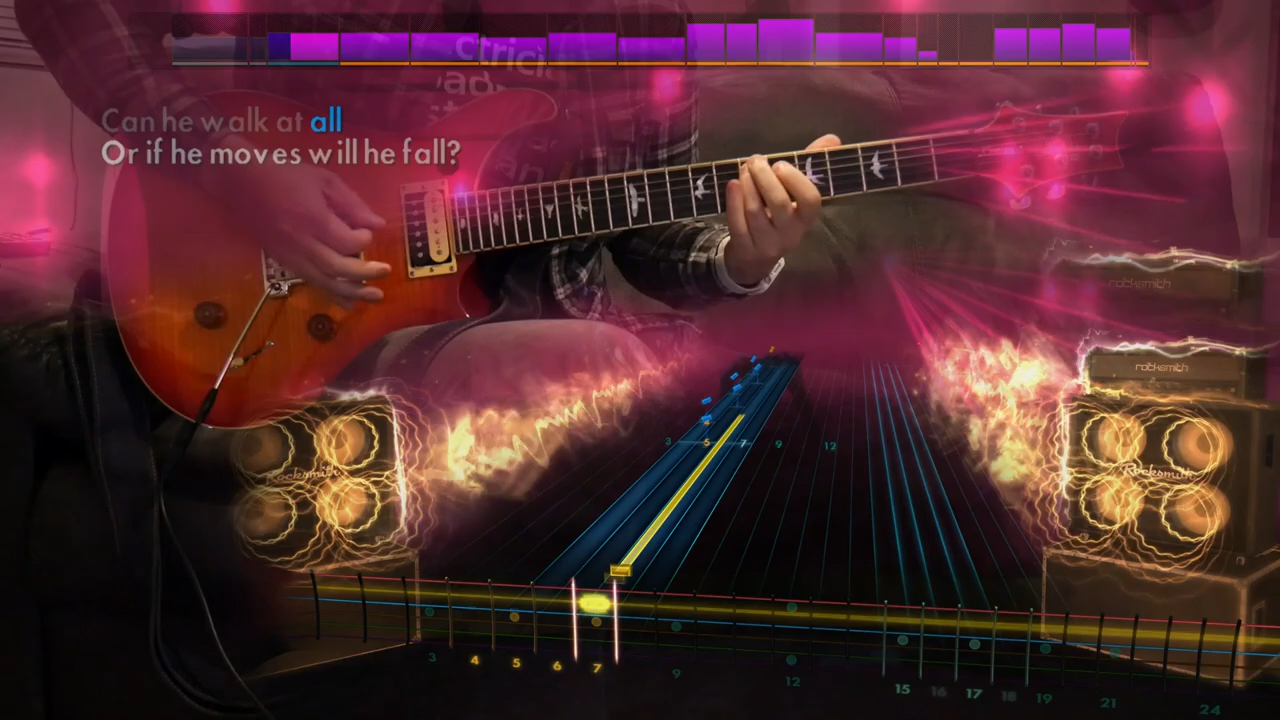 ctrici
Can he walk at all
Or if he moves will he fall?
rocksmith
rocksmith
Rocksmith
Rocksmith
3 5 7 9 12
3 4 5 6 7 9 12 15 16 17 18 19 21 24